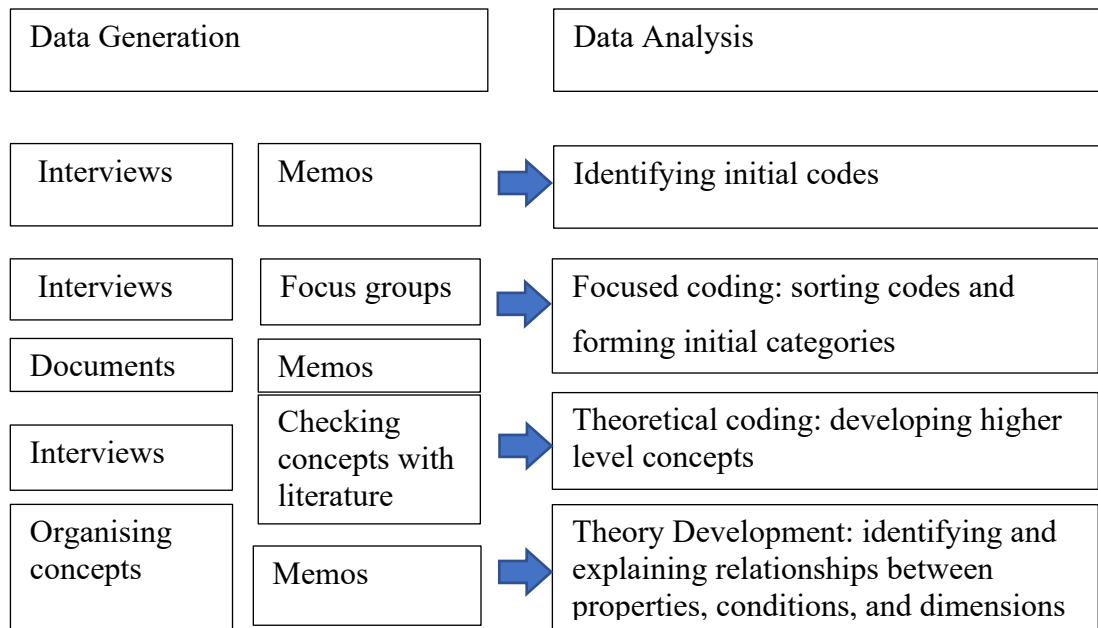 Data Generation
Data Analysis
Interviews
Memos
Identifying initial codes
Interviews
Focus groups
Focused coding: sorting codes and
forming initial categories
Documents
Memos
Interviews
Checking
concepts with
literature
Theoretical coding: developing higher
level concepts
Organising
concepts
Memos
Theory Development: identifying and
explaining relationships between
properties, conditions, and dimensions